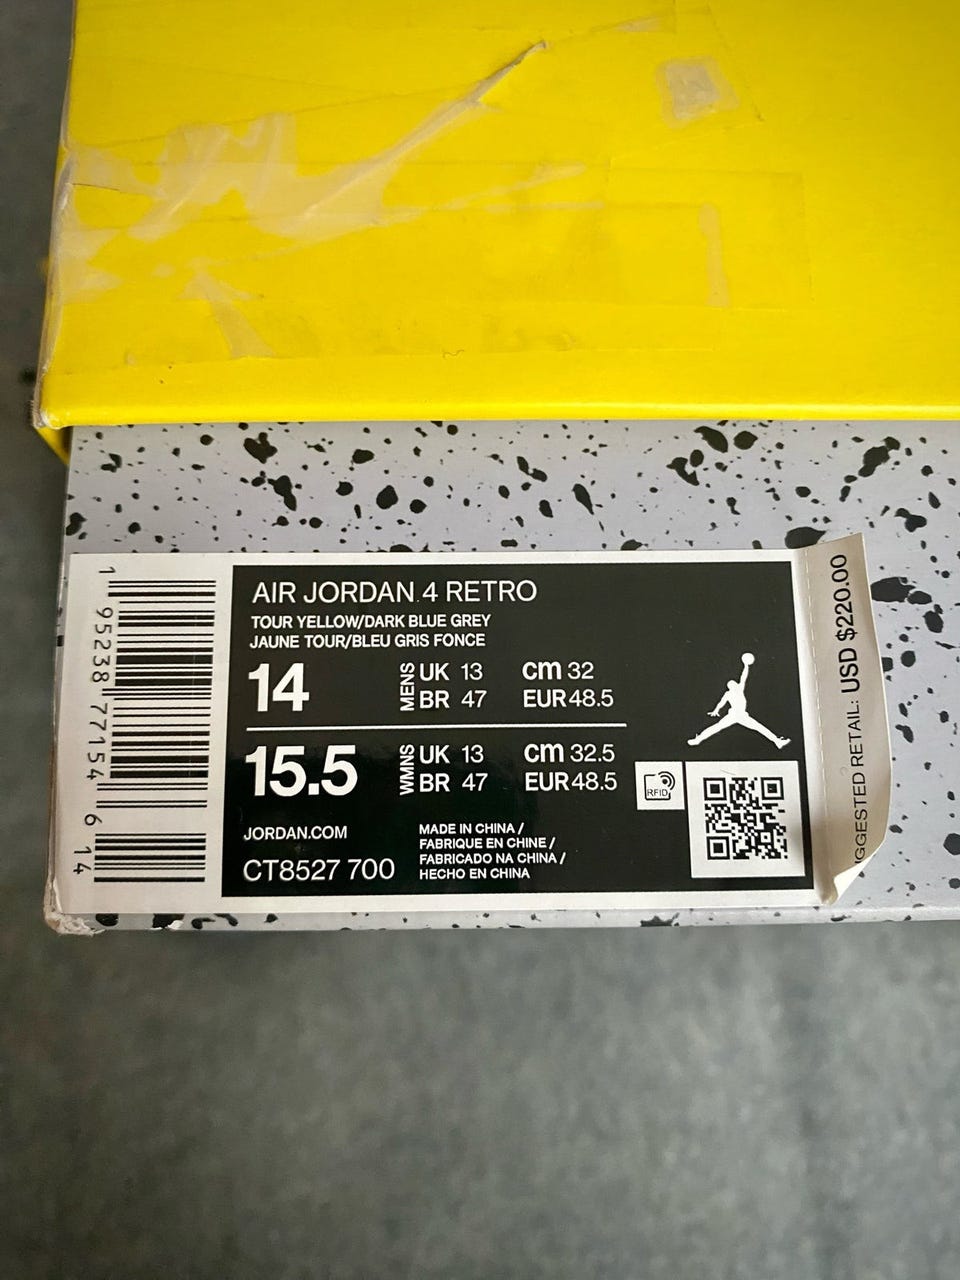 AIR JORDAN 4 RETRO
TOUR YELLOW/DARK BLUE GREY
JAUNE TOUR/BLEU GRIS FONCE
14 MENS UK 13 cm 32
BR 47 EUR 48.5
15.5 WMNS UK 13 cm 32.5
BR 47 EUR 48.5
RFID
JORDAN.COM
CT8527 700
MADE IN CHINA /
FABRIQUE EN CHINE /
FABRICADO NA CHINA /
HECHO EN CHINA
1 95238 77154 6 14
RETAIL: USD $220.00